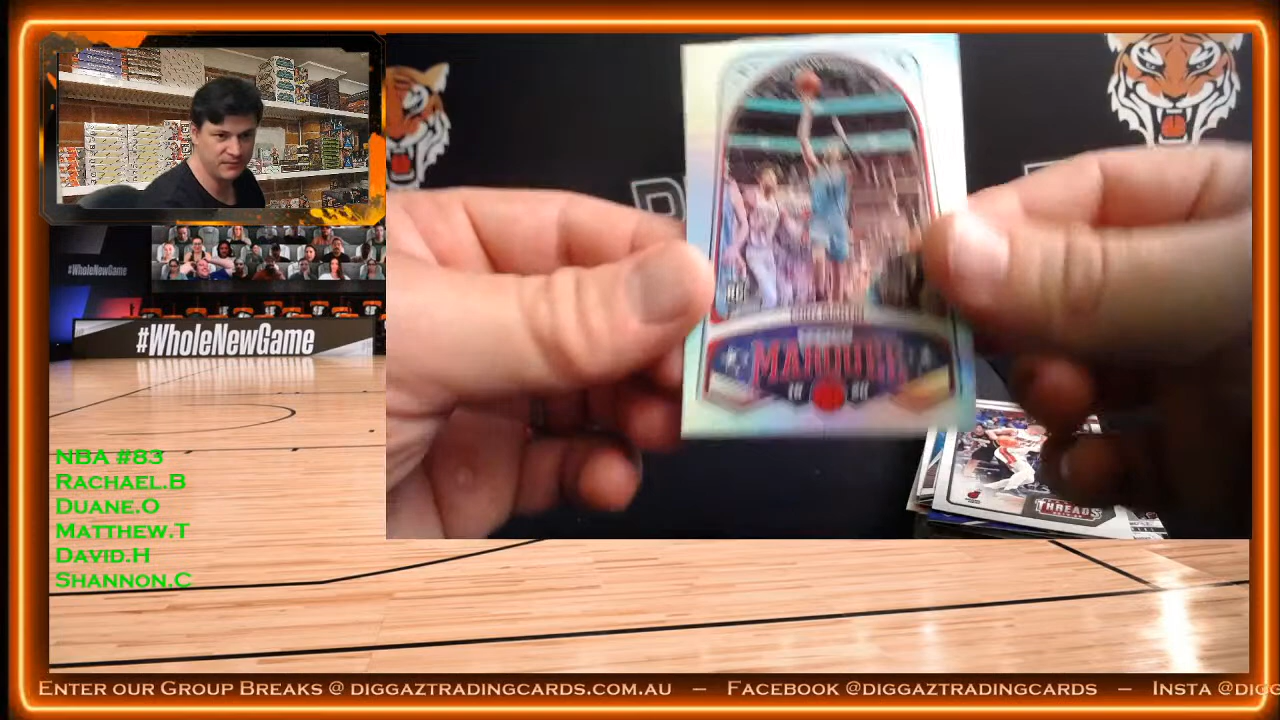 #WholeNewGame
#WholeNewGame
MARQUEE
THREADS
NBA #83
Rachael.B
Duane.O
Matthew.T
David.H
Shannon.C
Enter our Group Breaks @ diggaztradingcards.com.au – Facebook @diggaztradingcards – Insta @digg